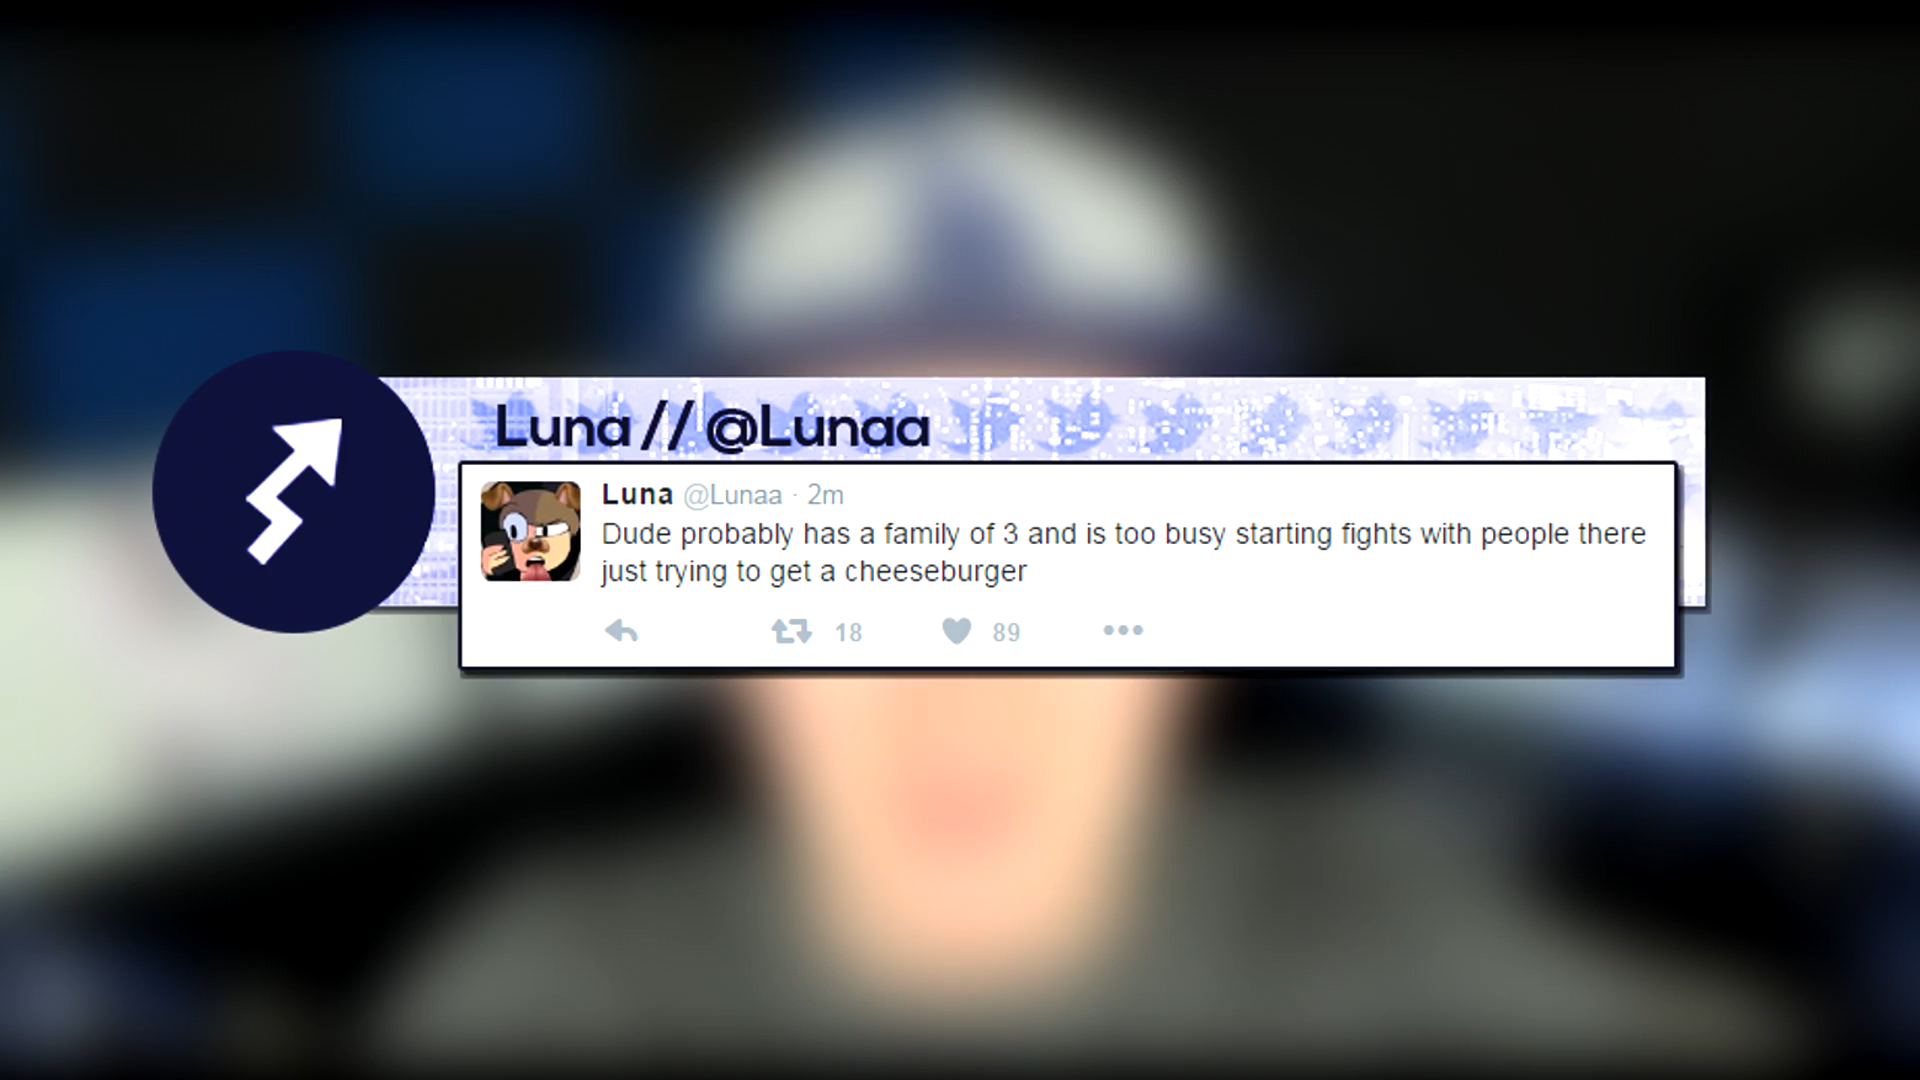 Luna // @Lunaa
Luna @Lunaa · 2m
Dude probably has a family of 3 and is too busy starting fights with people there
just trying to get a cheeseburger
18 89